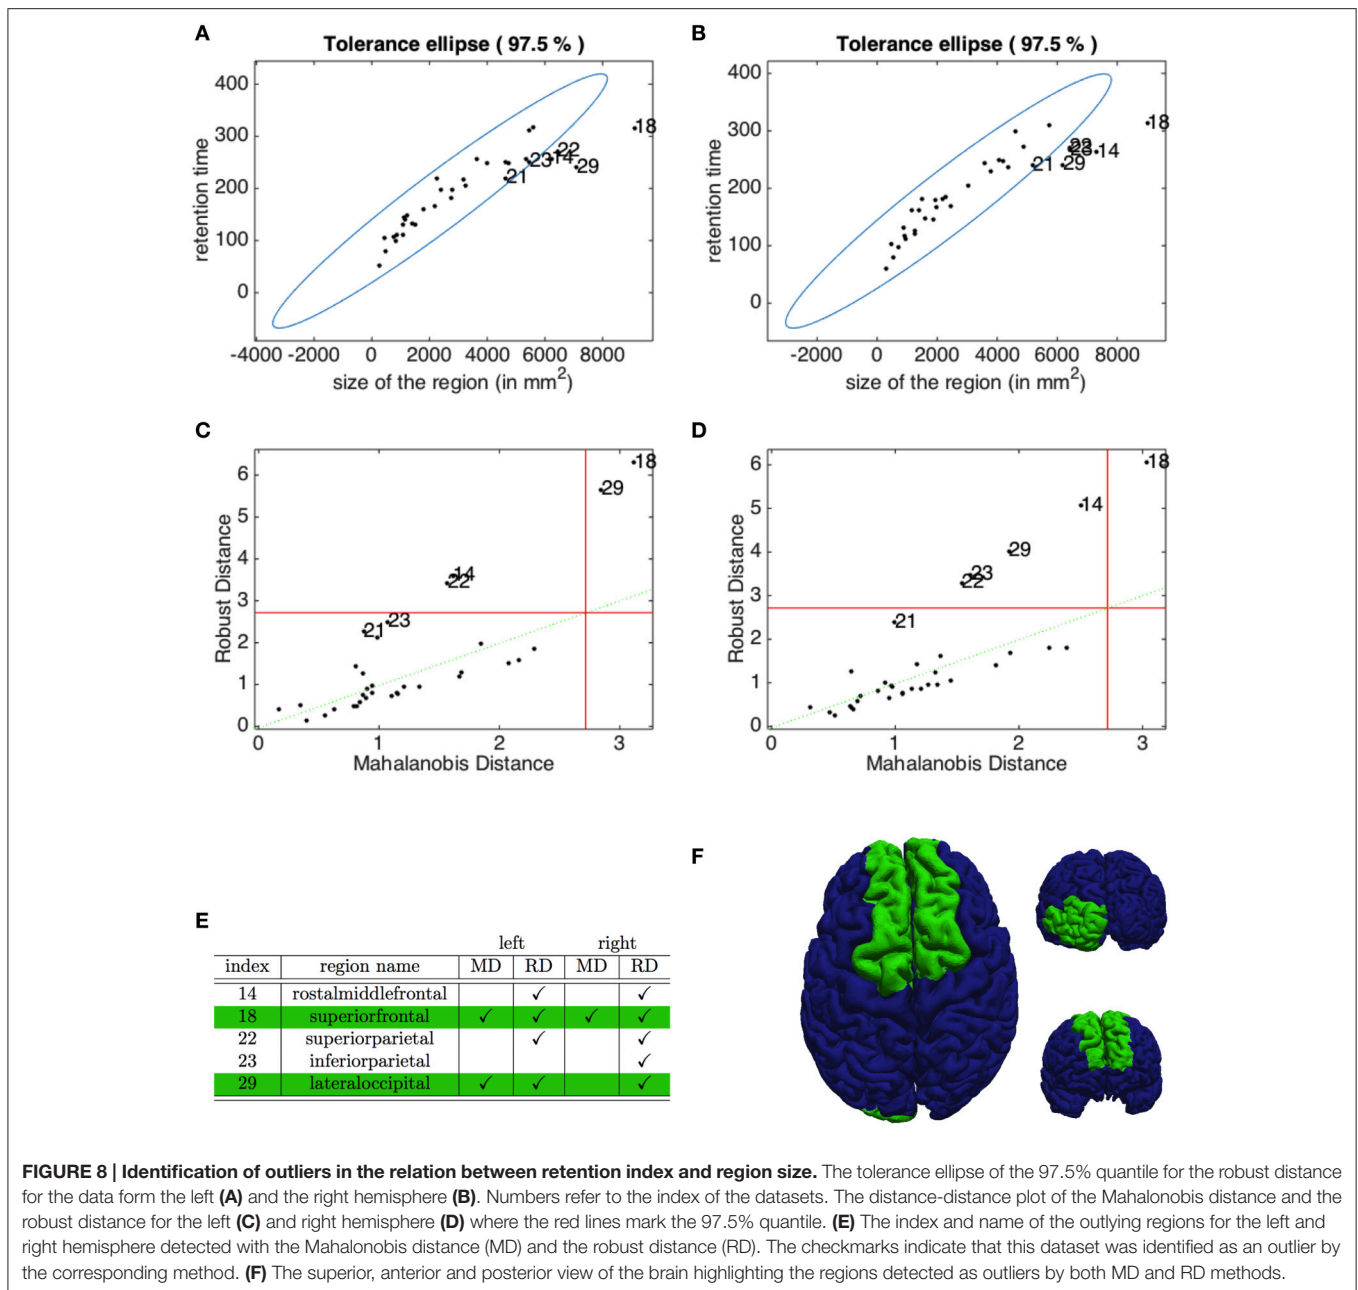 A
Tolerance ellipse ( 97.5 % )
retention time
400
300
200
100
0
18
22
23
14
29
21
-4000 -2000 0 2000 4000 6000 8000
size of the region (in mm2)
B
Tolerance ellipse ( 97.5 % )
retention time
400
300
200
100
0
18
22
23
14
21
29
-2000 0 2000 4000 6000 8000
size of the region (in mm2)
C
Robust Distance
6
5
4
3
2
1
0
18
29
14
22
23
21
0 1 2 3
Mahalanobis Distance
D
Robust Distance
6
5
4
3
2
1
0
18
14
29
23
22
21
0 1 2 3
Mahalanobis Distance
E
left right
index region name MD RD MD RD
14 rostalmiddlefrontal ✓ ✓
18 superiorfrontal ✓ ✓ ✓ ✓
22 superiorparietal ✓ ✓
23 inferiorparietal ✓
29 lateraloccipital ✓ ✓ ✓
F
FIGURE 8 | Identification of outliers in the relation between retention index and region size. The tolerance ellipse of the 97.5% quantile for the robust distance
for the data form the left (A) and the right hemisphere (B). Numbers refer to the index of the datasets. The distance-distance plot of the Mahalonobis distance and the
robust distance for the left (C) and right hemisphere (D) where the red lines mark the 97.5% quantile. (E) The index and name of the outlying regions for the left and
right hemisphere detected with the Mahalonobis distance (MD) and the robust distance (RD). The checkmarks indicate that this dataset was identified as an outlier by
the corresponding method. (F) The superior, anterior and posterior view of the brain highlighting the regions detected as outliers by both MD and RD methods.